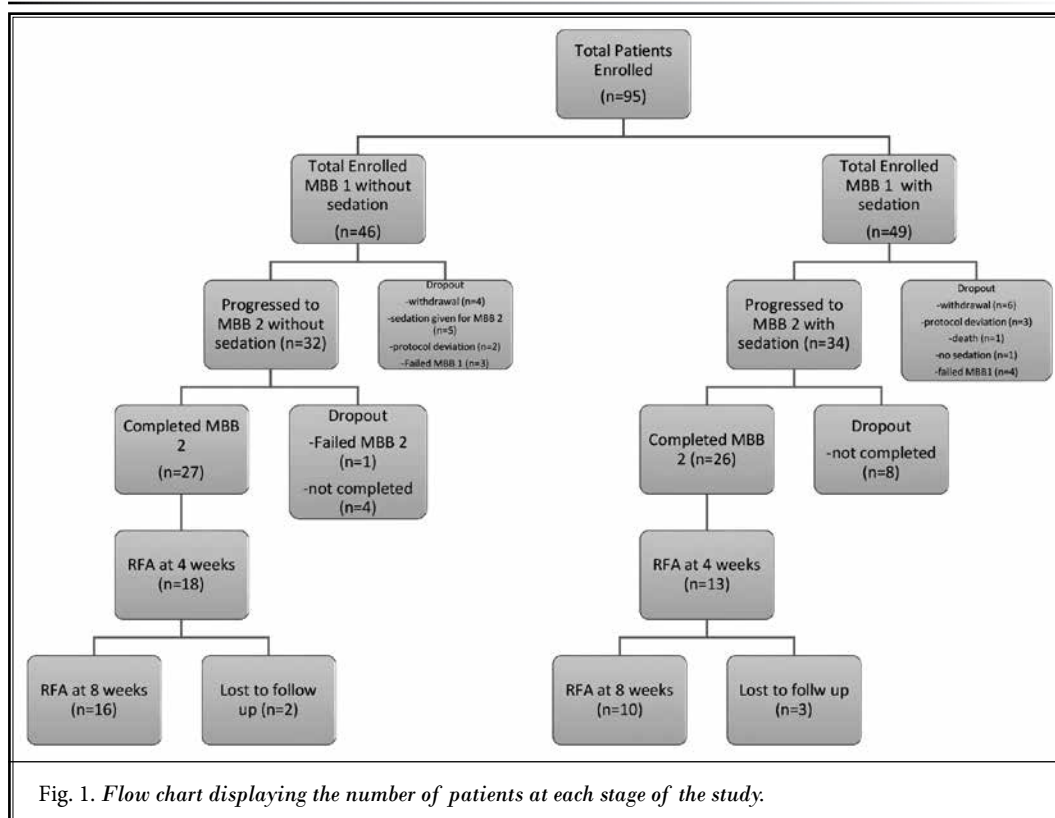 Total Patients
Enrolled
(n=95)
Total Enrolled
MBB 1 without
sedation
(n=46)
Total Enrolled
MBB 1 with
sedation
(n=49)
Progressed to
MBB 2 without
sedation (n=32)
Dropout
-withdrawal (n=4)
-sedation given for MBB 2
(n=5)
-protocol deviation (n=2)
-Failed MBB 1 (n=3)
Progressed to
MBB 2 with
sedation (n=34)
Dropout
-withdrawal (n=6)
-protocol deviation (n=3)
-death (n=1)
-no sedation (n=1)
-failed MBB1 (n=4)
Completed MBB
2
(n=27)
Dropout
-Failed MBB 2
(n=1)
-not completed
(n=4)
Completed MBB
2 (n=26)
Dropout
-not completed
(n=8)
RFA at 4 weeks
(n=18)
RFA at 4 weeks
(n=13)
RFA at 8 weeks
(n=16)
Lost to follow
up (n=2)
RFA at 8 weeks
(n=10)
Lost to follw up
(n=3)
Fig. 1. Flow chart displaying the number of patients at each stage of the study.